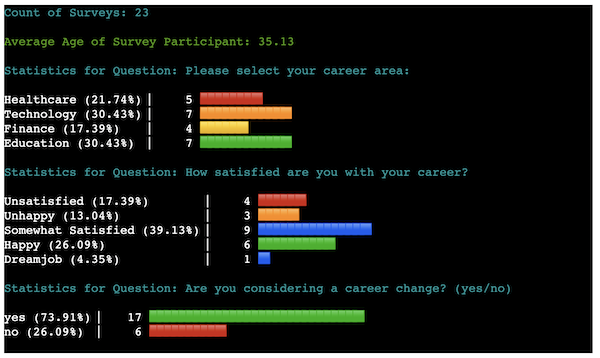 Count of Surveys: 23
Average Age of Survey Participant: 35.13
Statistics for Question: Please select your career area:
Healthcare (21.74%) | 5
Technology (30.43%) | 7
Finance (17.39%) | 4
Education (30.43%) | 7
Statistics for Question: How satisfied are you with your career?
Unsatisfied (17.39%) | 4
Unhappy (13.04%) | 3
Somewhat Satisfied (39.13%) | 9
Happy (26.09%) | 6
Dreamjob (4.35%) | 1
Statistics for Question: Are you considering a career change? (yes/no)
yes (73.91%) | 17
no (26.09%) | 6